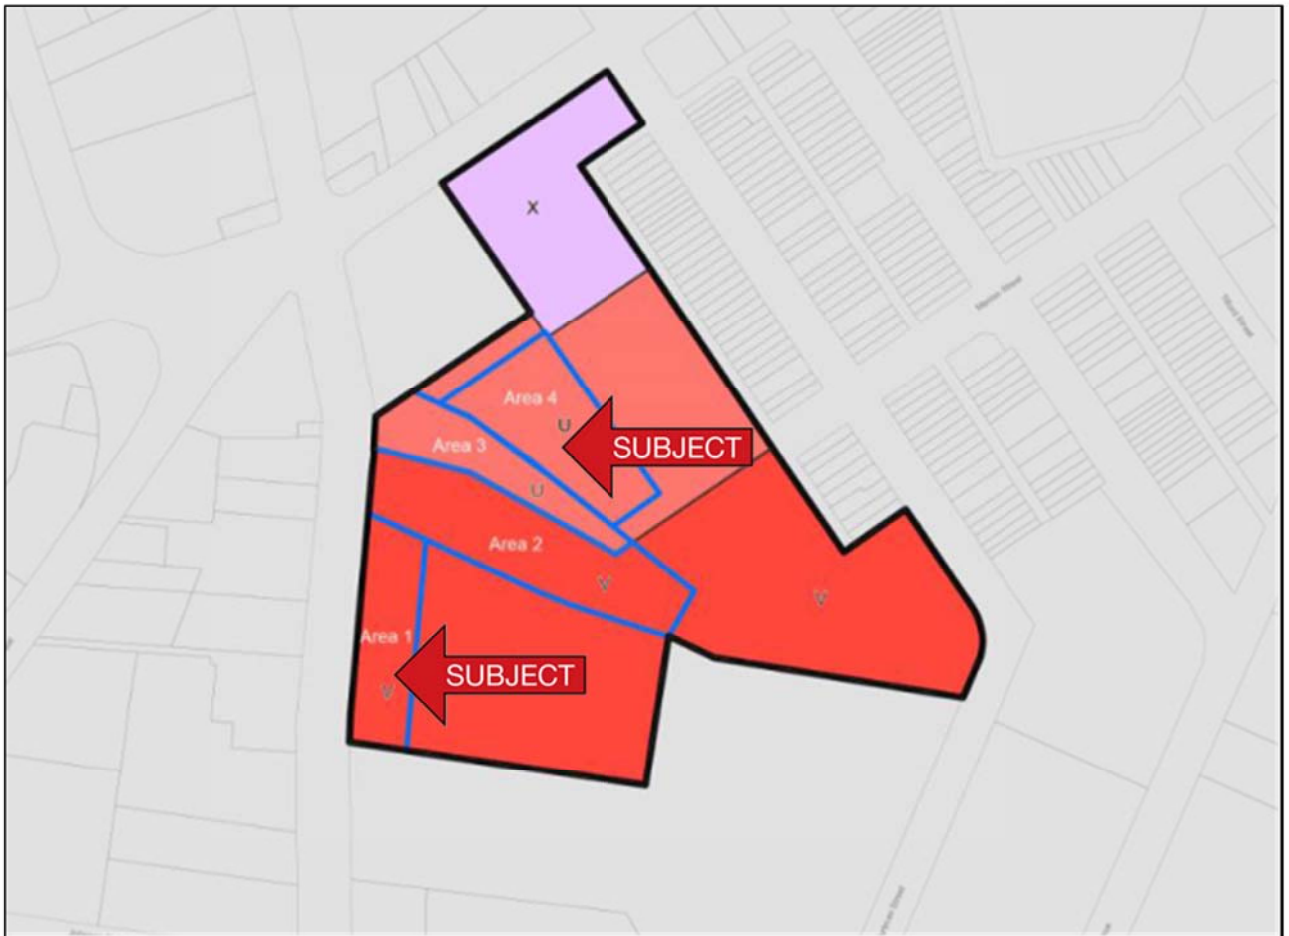 X
Area 4
U
SUBJECT
Area 3
U
Area 2
V
V
Area 1
SUBJECT
V